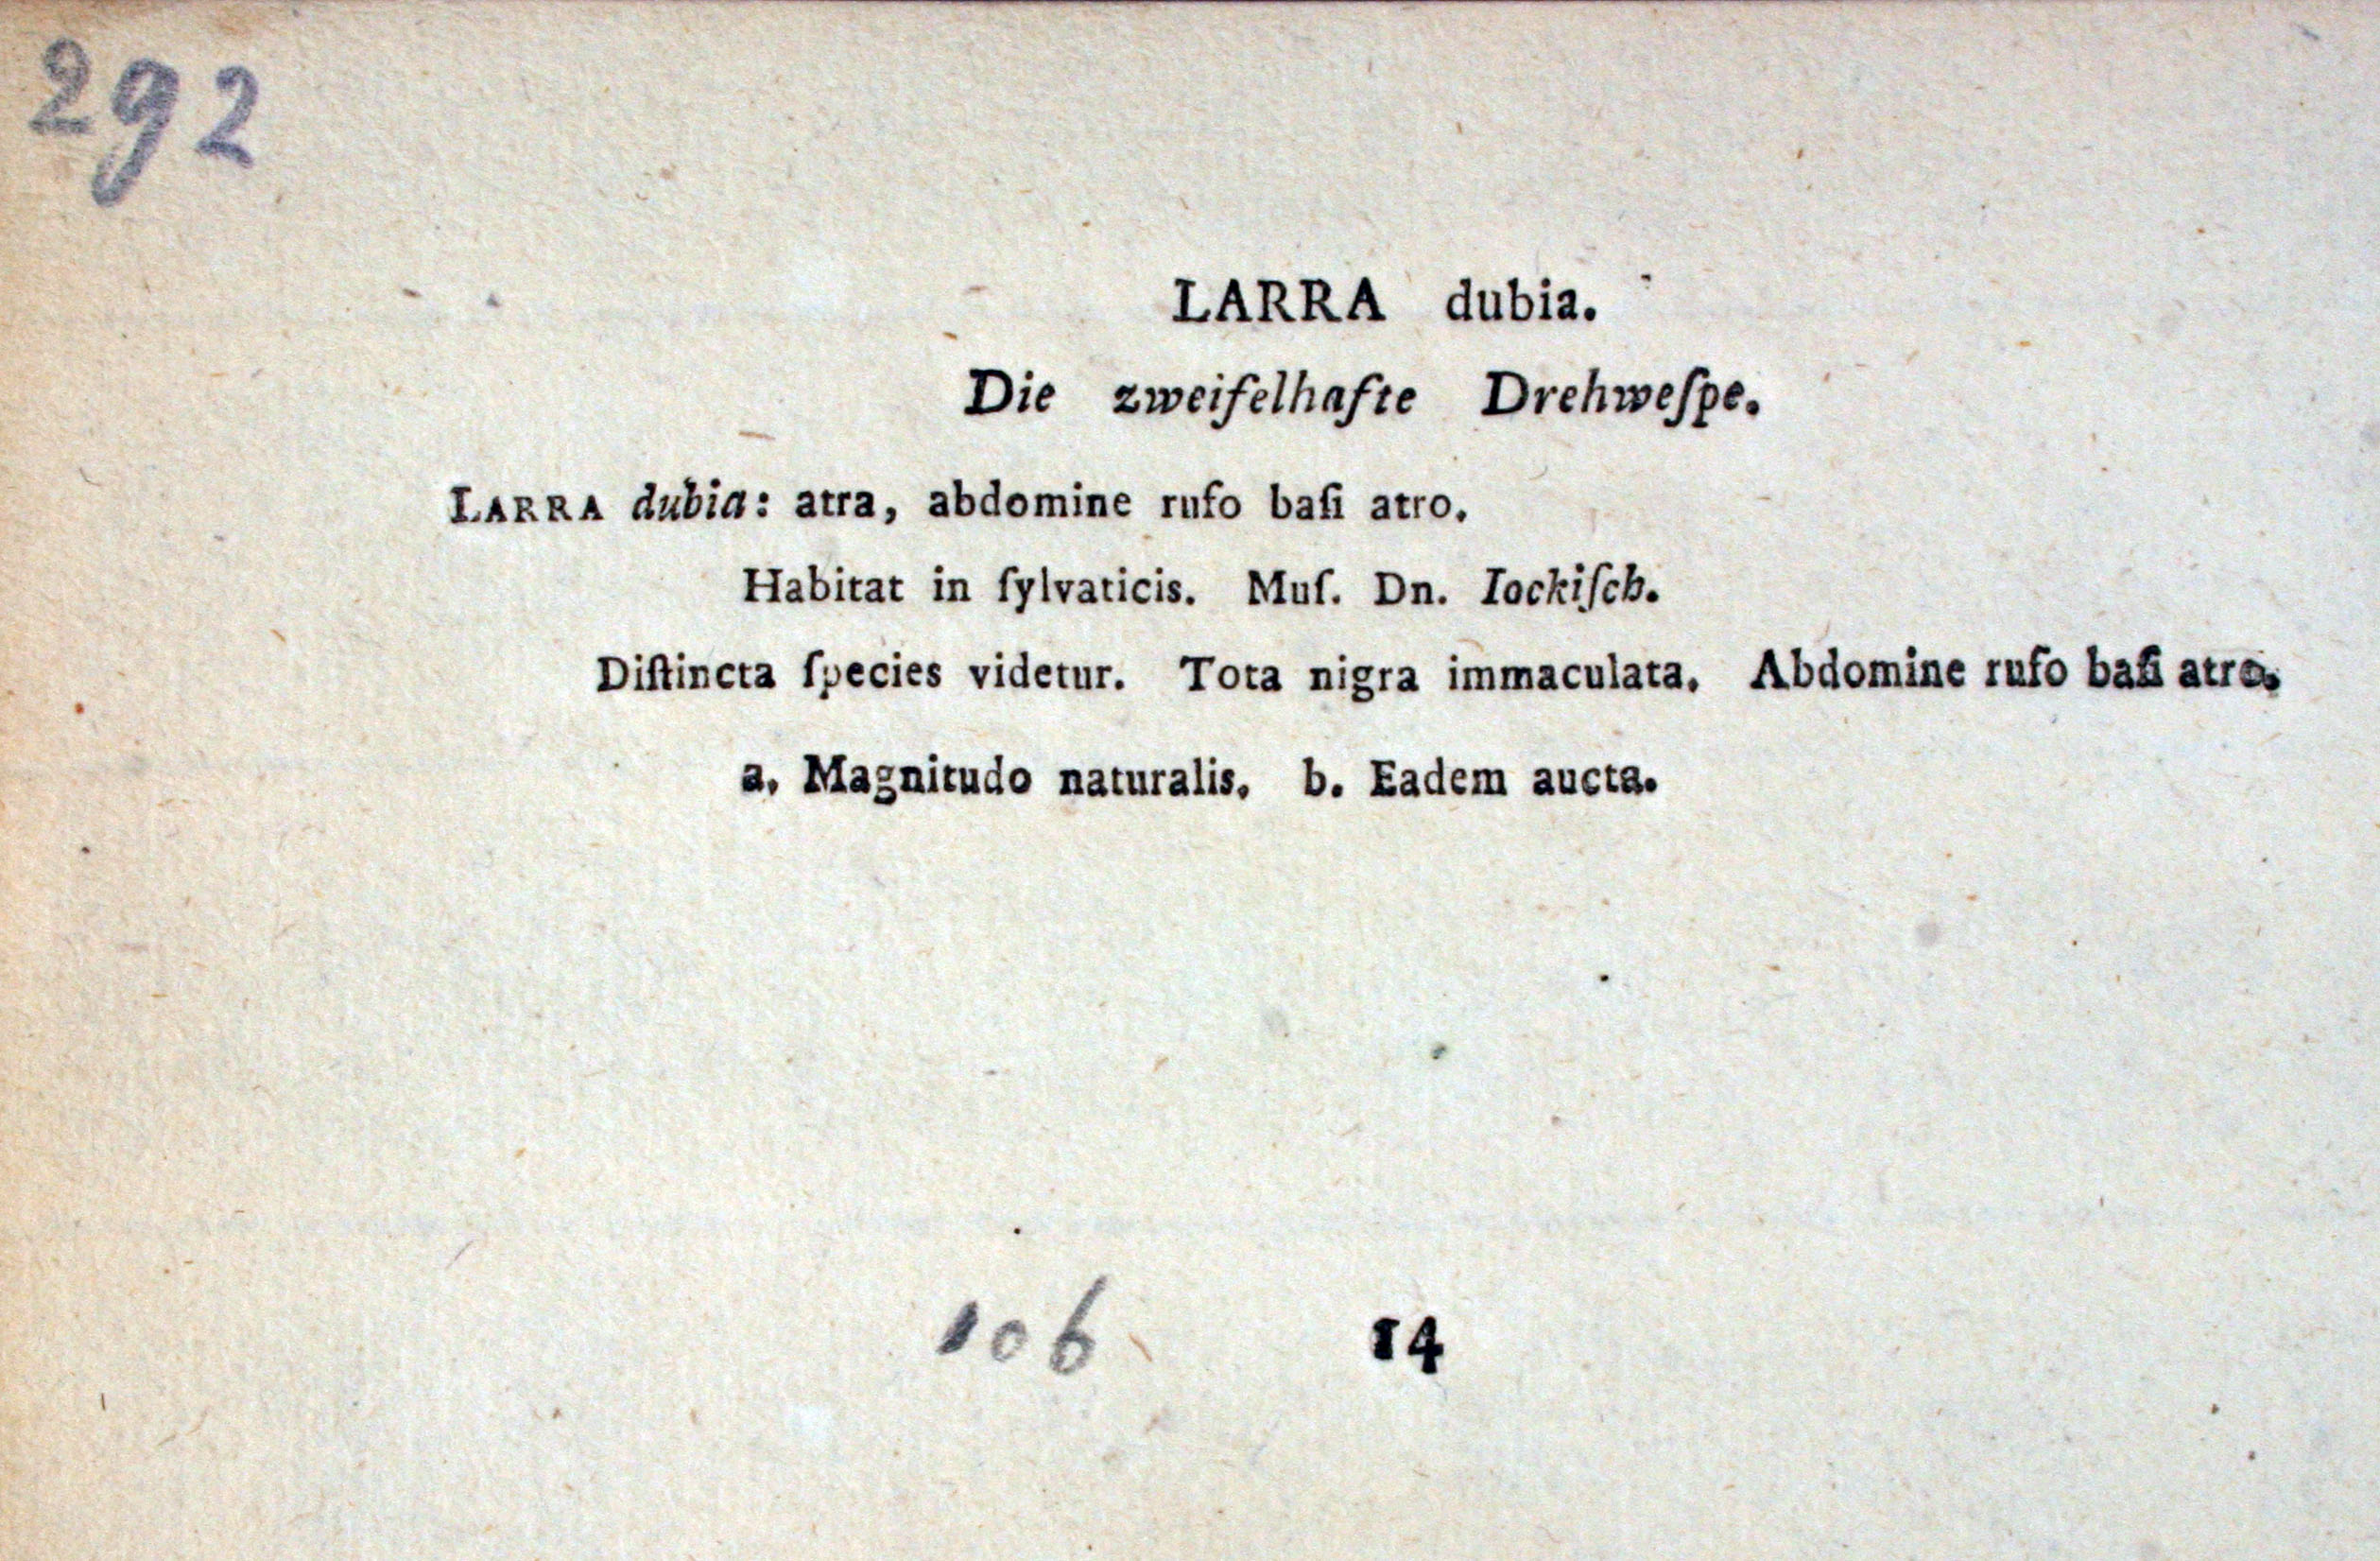 292
LARRA dubia.
Die zweifelhafte Drehweſpe.
LARRA dubia: atra, abdomine rufo baſi atro.
Habitat in ſylvaticis. Muſ. Dn. Iockiſch.
Diſtincta ſpecies videtur. Tota nigra immaculata. Abdomine rufo baſi atro.
a. Magnitudo naturalis. b. Eadem aucta.
106 14